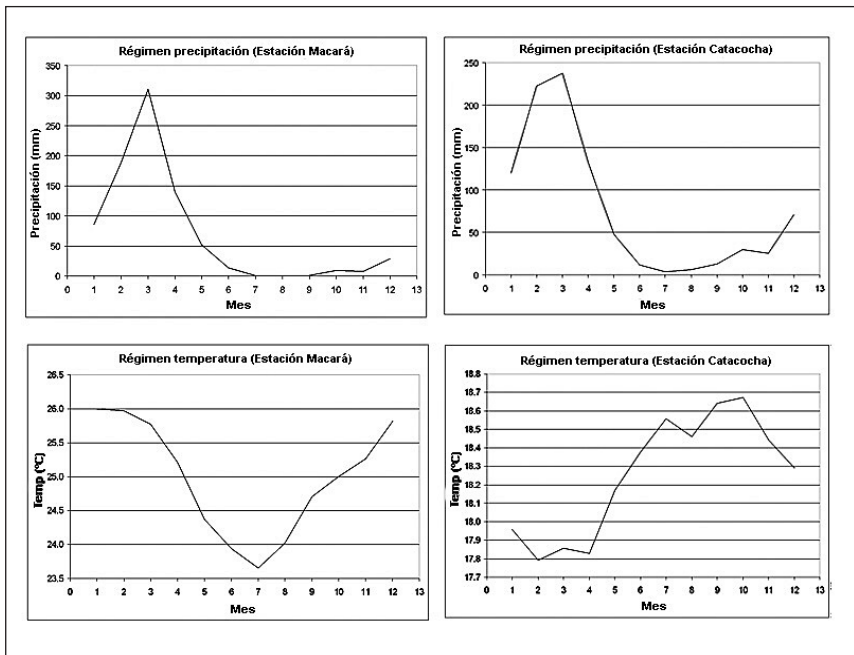 Régimen precipitación (Estación Macará)
Precipitación (mm)
350
300
250
200
150
100
50
0
0 1 2 3 4 5 6 7 8 9 10 11 12 13
Mes
Régimen precipitación (Estación Catacocha)
Precipitación (mm)
250
200
150
100
50
0
0 1 2 3 4 5 6 7 8 9 10 11 12 13
Mes
Régimen temperatura (Estación Macará)
Temp (ºC)
26.5
26.0
25.5
25.0
24.5
24.0
23.5
0 1 2 3 4 5 6 7 8 9 10 11 12 13
Mes
Régimen temperatura (Estación Catacocha)
Temp (ºC)
18.8
18.7
18.6
18.5
18.4
18.3
18.2
18.1
18.0
17.9
17.8
17.7
0 1 2 3 4 5 6 7 8 9 10 11 12 13
Mes